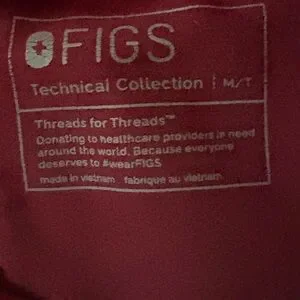 FIGS
Technical Collection | M/T
Threads for Threads™
Donating to healthcare providers in need
around the world. Because everyone
deserves to #wearFIGS
made in vietnam fabriqué au vietnam